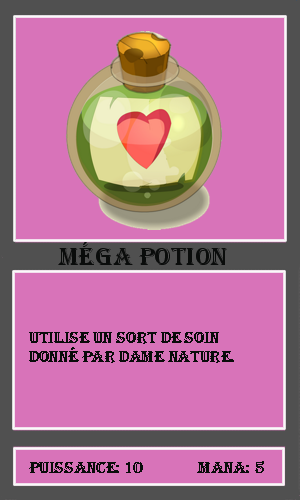 MÉGA POTION
UTILISE UN SORT DE SOIN
DONNÉ PAR DAME NATURE.
PUISSANCE: 10 MANA: 5